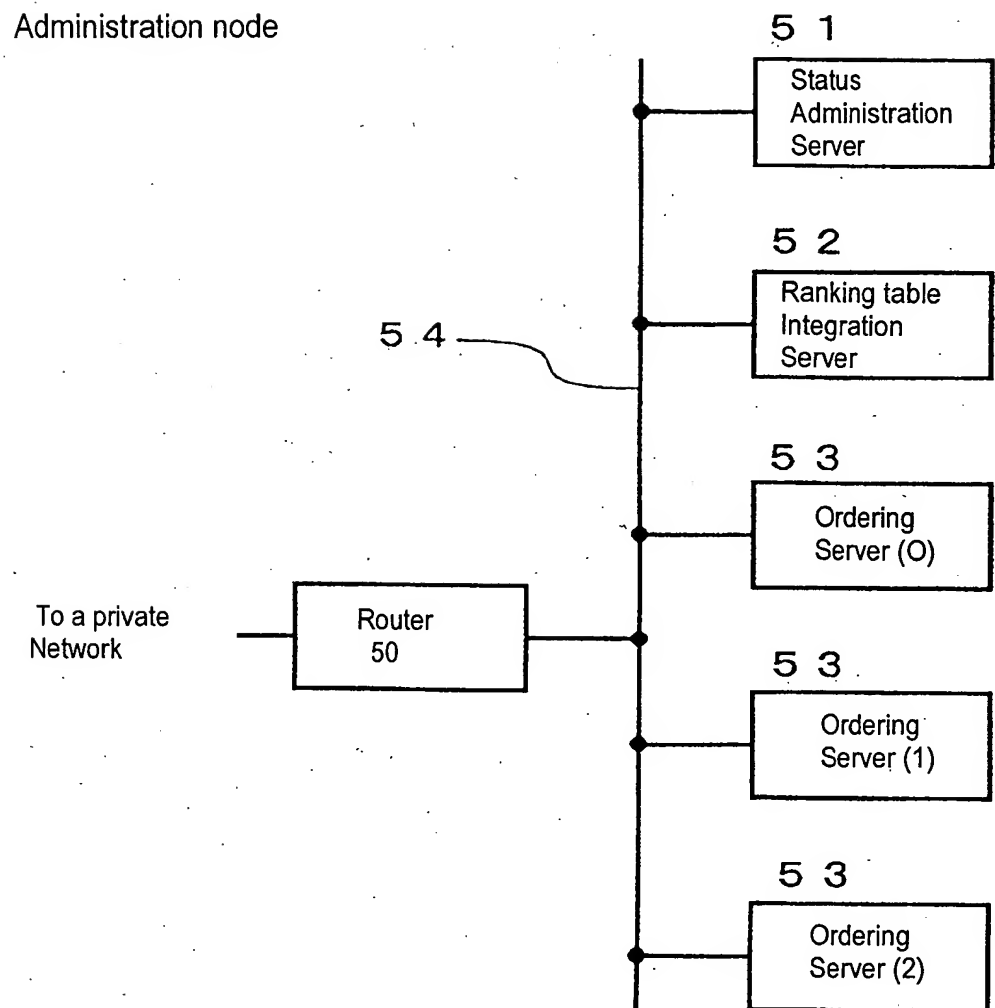 Administration node
5 1
Status
Administration
Server
5 2
Ranking table
Integration
Server
5 4
5 3
Ordering
Server (O)
To a private
Network
Router
50
5 3
Ordering
Server (1)
5 3
Ordering
Server (2)